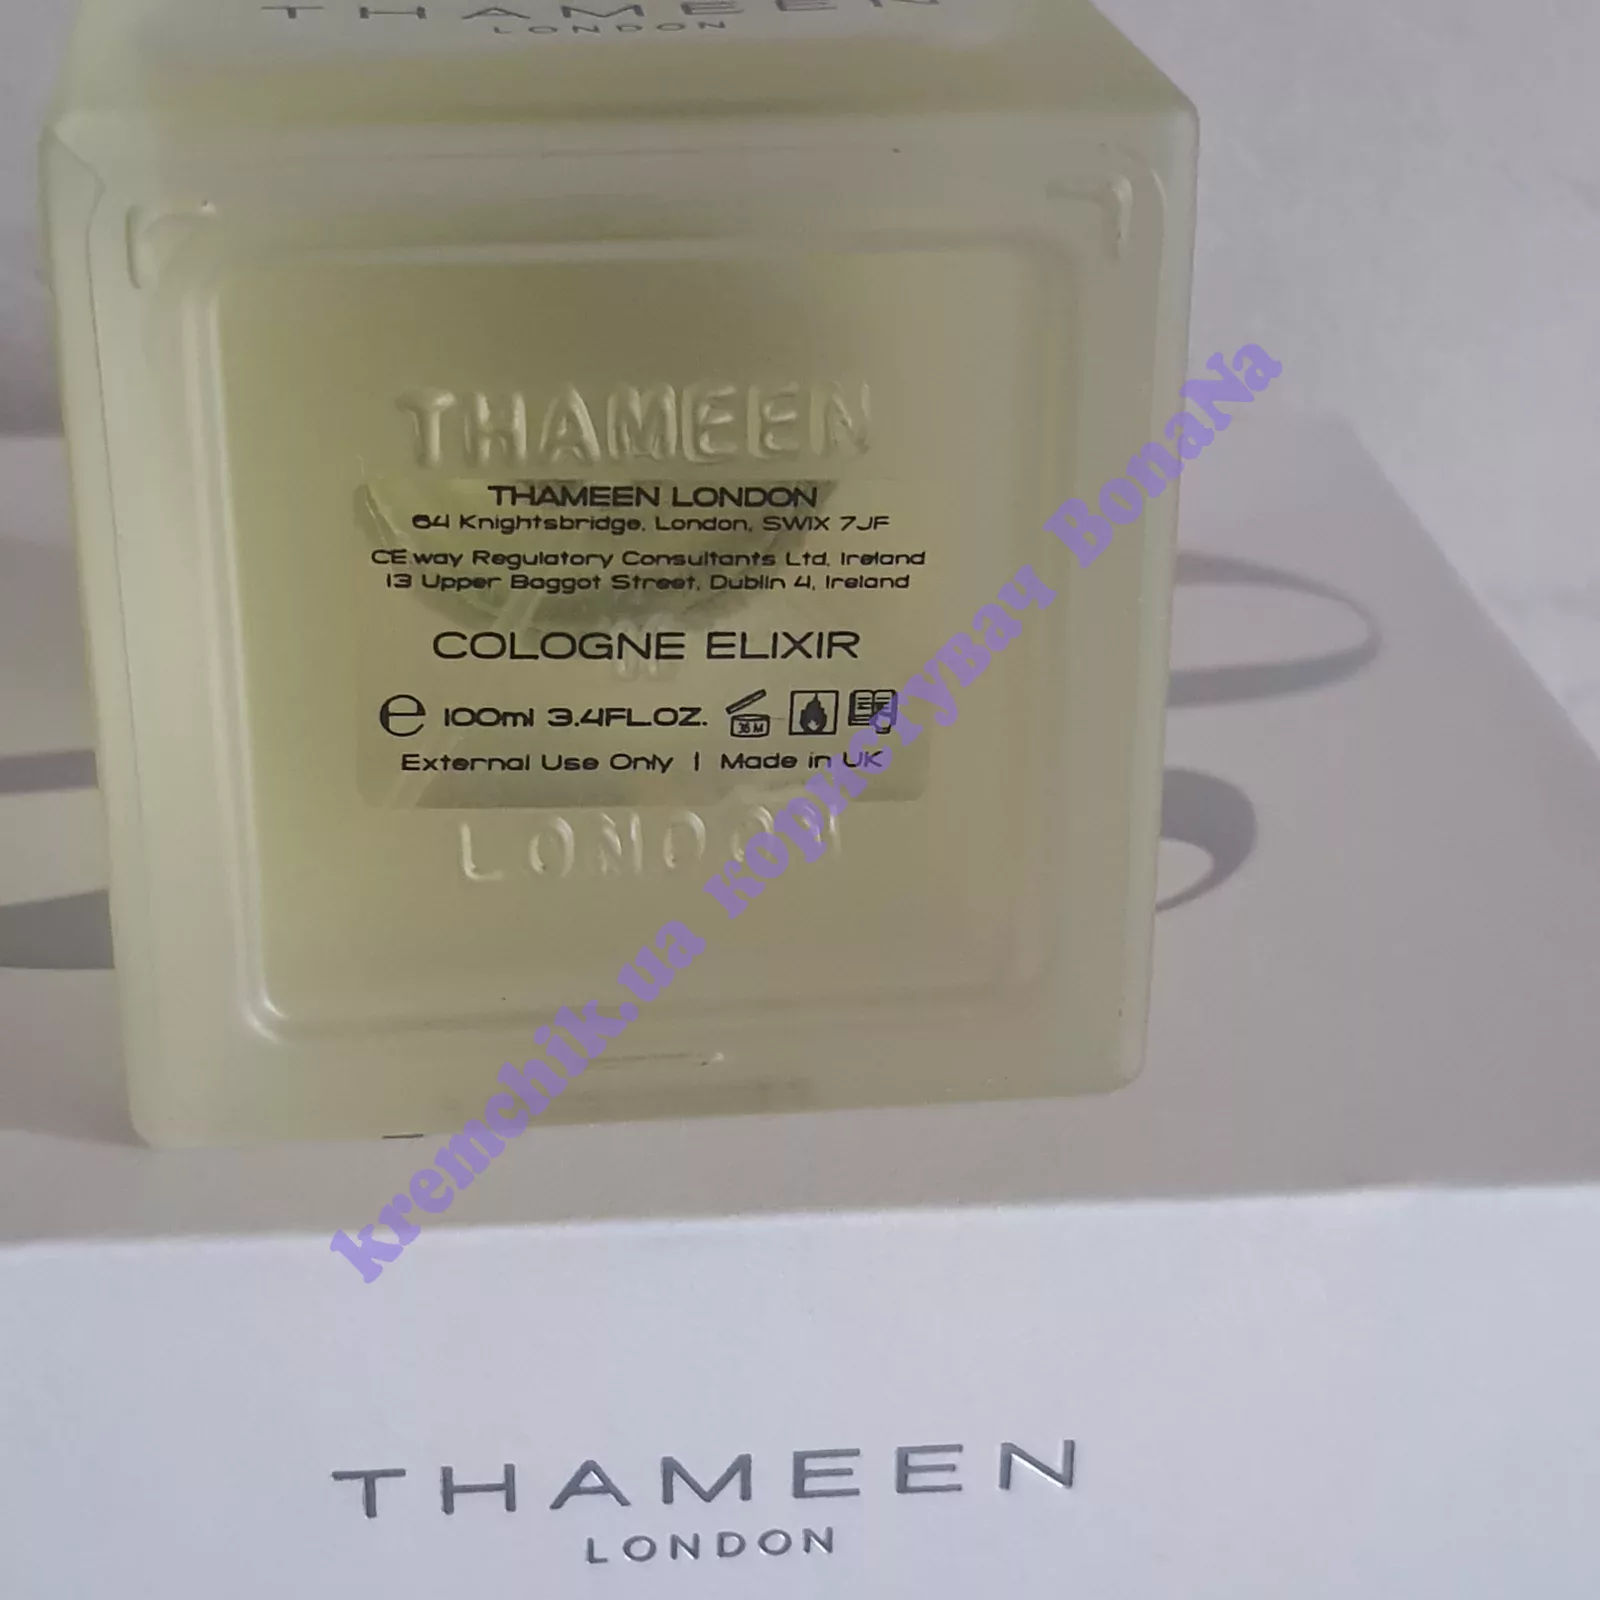 THAMEEN
LONDON
THAMEEN
THAMEEN LONDON
64 Knightsbridge, London, SW1X 7JF
CE.way Regulatory Consultants Ltd, Ireland
13 Upper Baggot Street, Dublin 4, Ireland
COLOGNE ELIXIR
e 100ml 3.4FL.OZ. 36 M
External Use Only | Made in UK
LONDON
kremchik.ua користувач BonaNa
THAMEEN
LONDON